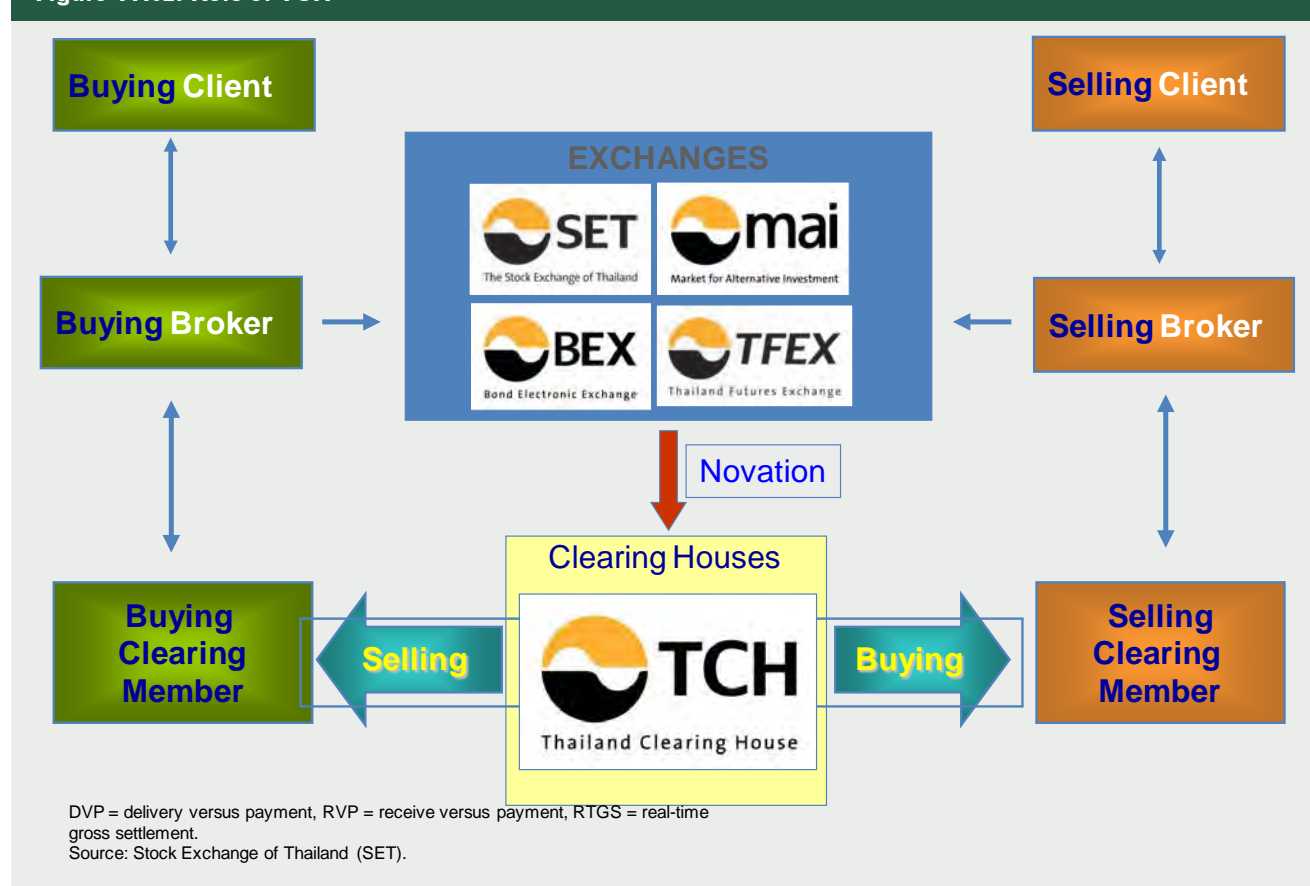 Buying Client
Selling Client
EXCHANGES
SET
The Stock Exchange of Thailand
mai
Market for Alternative Investment
Buying Broker
Selling Broker
BEX
Bond Electronic Exchange
TFEX
Thailand Futures Exchange
Novation
Clearing Houses
Buying
Clearing
Member
Selling
TCH
Thailand Clearing House
Buying
Selling
Clearing
Member
DVP = delivery versus payment, RVP = receive versus payment, RTGS = real-time
gross settlement.
Source: Stock Exchange of Thailand (SET).